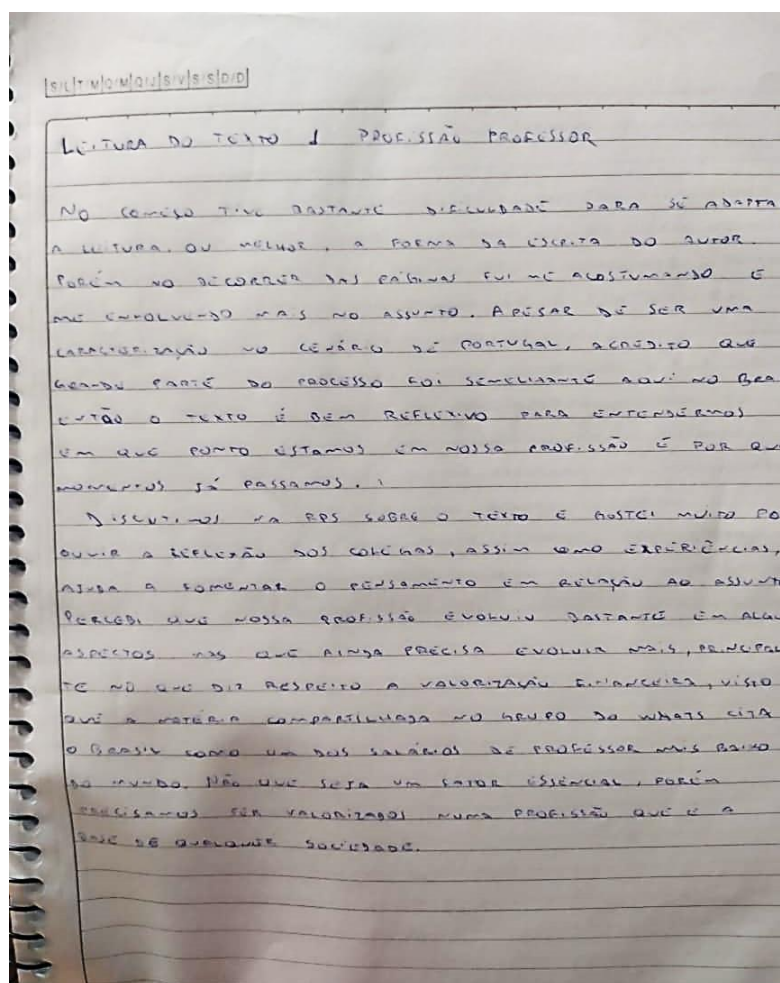 S/L|T/M|Q/M|Q/J|S/V|S/S|D/D
LEITURA DO TEXTO 1 PROFISSÃO PROFESSOR
NO COMEÇO TIVE BASTANTE DIFICULDADE PARA SE ADAPTA
A LEITURA. OU MELHOR, A FORMA DA ESCRITA DO AUTOR.
PORÉM NO DECORRER DAS PÁGINAS FUI ME ACOSTUMANDO E
ME ENVOLVENDO MAIS NO ASSUNTO. APESAR DE SER UMA
CARACTERIZAÇÃO NO CENÁRIO DE PORTUGAL, ACREDITO QUE
GRANDE PARTE DO PROCESSO FOI SEMELHANTE AQUI NO BRA
ENTÃO O TEXTO É BEM REFLEXIVO PARA ENTENDERMOS
EM QUE PONTO ESTAMOS EM NOSSA PROFISSÃO E POR QU
MOMENTOS JÁ PASSAMOS.
DISCUTIMOS NA RPS SOBRE O TEXTO E GOSTEI MUITO PO
OUVIR A REFLEXÃO DOS COLEGAS, ASSIM COMO EXPERIÊNCIAS,
AJUDA A FOMENTAR O PENSAMENTO EM RELAÇÃO AO ASSUNT
PERCEBI QUE NOSSA PROFISSÃO EVOLUIU BASTANTE EM ALGU
ASPECTOS MAS QUE AINDA PRECISA EVOLUIR MAIS, PRINCIPAL
TE NO QUE DIZ RESPEITO A VALORIZAÇÃO FINANCEIRA, VISTO
QUE A MATÉRIA COMPARTILHADA NO GRUPO DO WHATS CITA
O BRASIL COMO UM DOS SALÁRIOS DE PROFESSOR MAIS BAIXO
DO MUNDO. NÃO QUE SEJA UM FATOR ESSENCIAL, PORÉM
PRECISAMOS SER VALORIZADOS NUMA PROFISSÃO QUE É A
BASE DE QUALQUER SOCIEDADE.